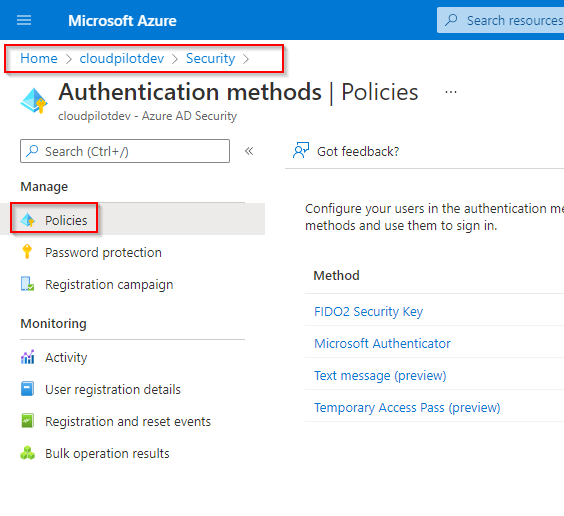 Microsoft Azure
Search resources
Home > cloudpilotdev > Security >
Authentication methods | Policies ...
cloudpilotdev - Azure AD Security
Search (Ctrl+/) «
Got feedback?
Manage
Policies
Password protection
Registration campaign
Monitoring
Activity
User registration details
Registration and reset events
Bulk operation results
Configure your users in the authentication
methods and use them to sign in.
Method
FIDO2 Security Key
Microsoft Authenticator
Text message (preview)
Temporary Access Pass (preview)